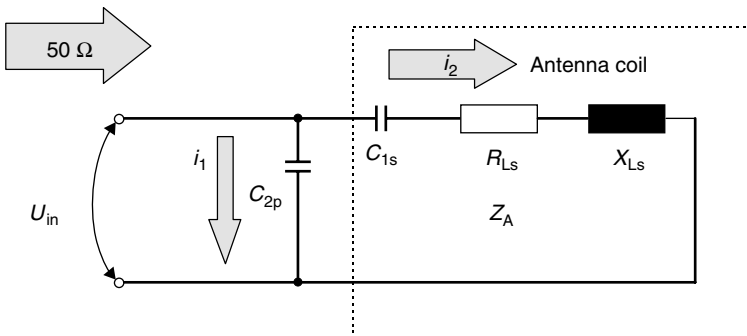 50 Ω
i2
Antenna coil
i1
C1s
RLs
XLs
C2p
Uin
ZA